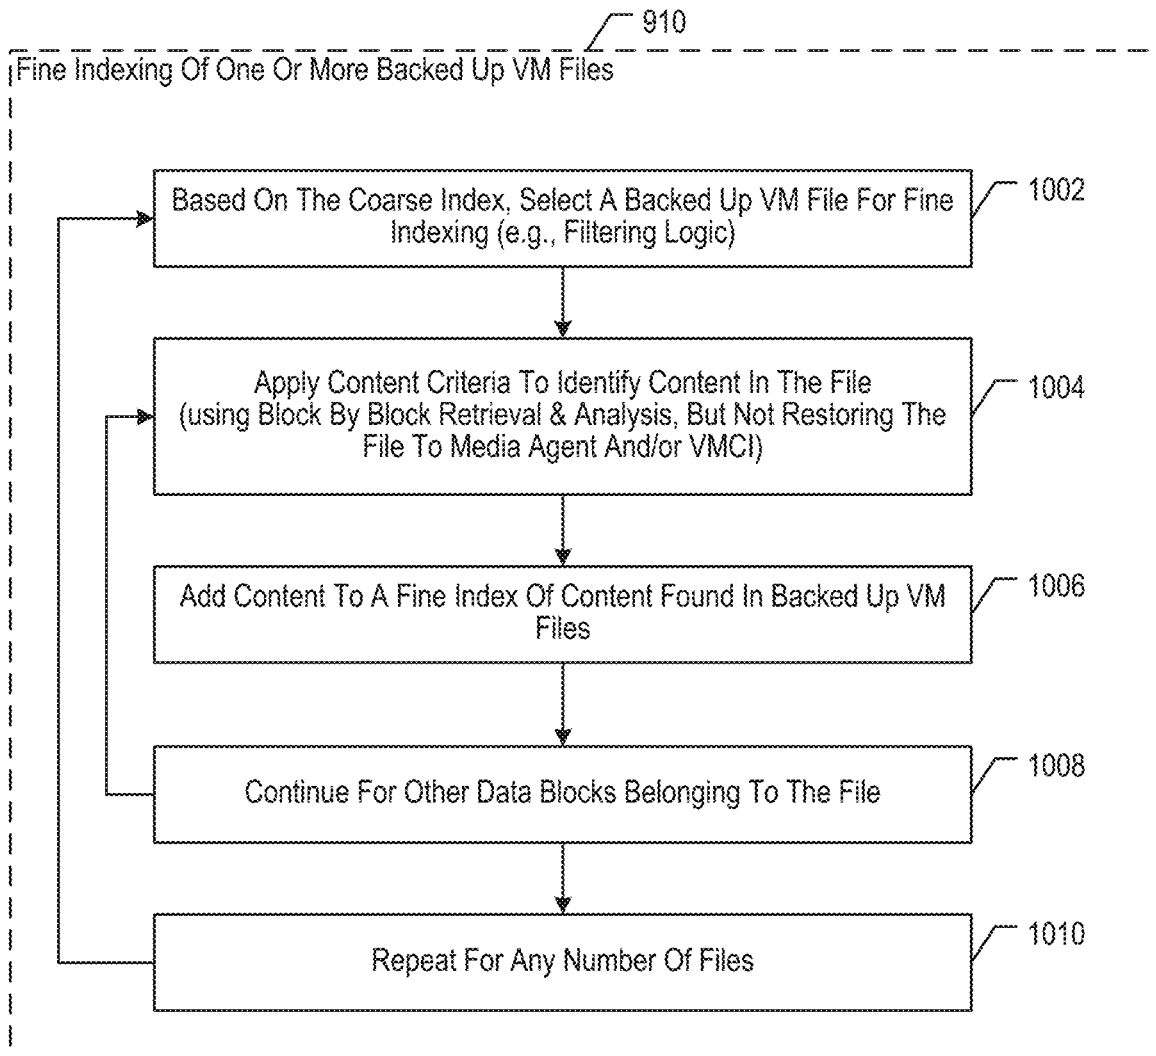 910
Fine Indexing Of One Or More Backed Up VM Files
Based On The Coarse Index, Select A Backed Up VM File For Fine
Indexing (e.g., Filtering Logic)
1002
Apply Content Criteria To Identify Content In The File
(using Block By Block Retrieval & Analysis, But Not Restoring The
File To Media Agent And/or VMCI)
1004
Add Content To A Fine Index Of Content Found In Backed Up VM
Files
1006
Continue For Other Data Blocks Belonging To The File
1008
Repeat For Any Number Of Files
1010